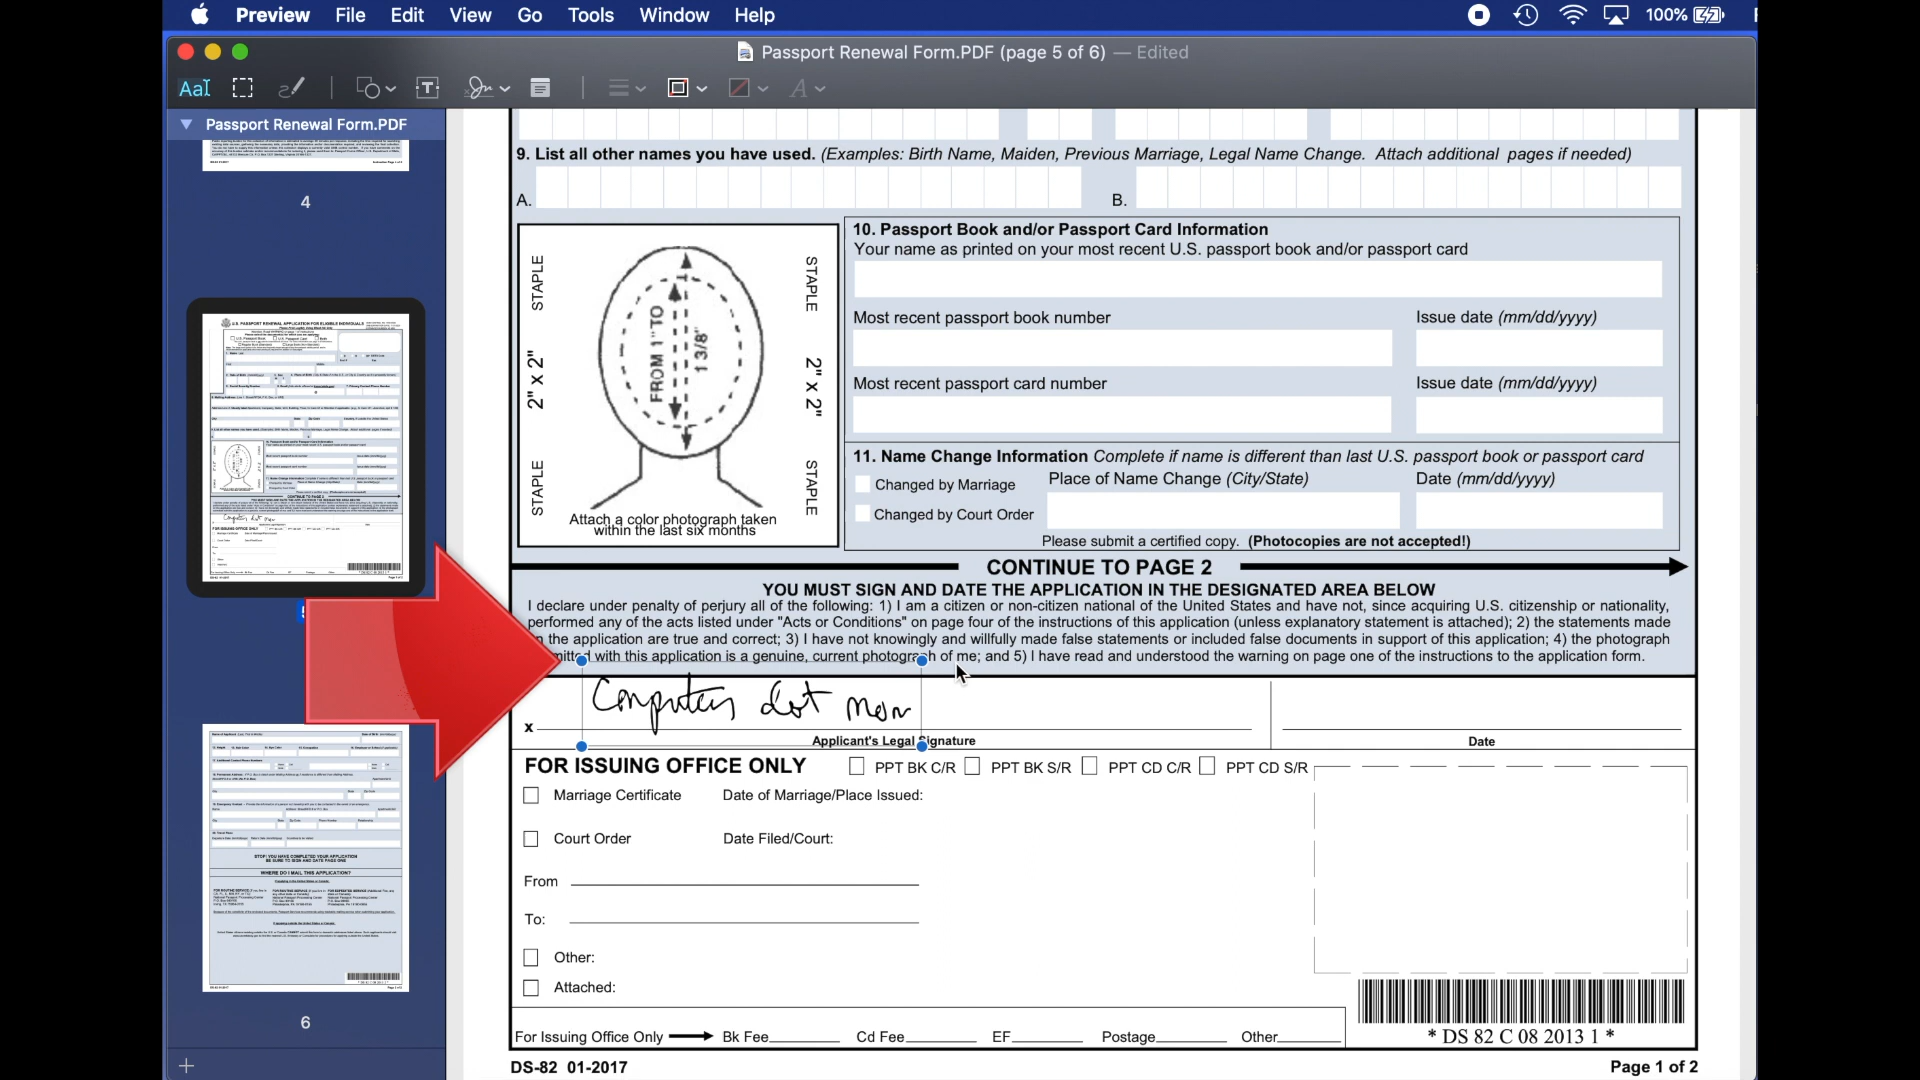 Preview File Edit View Go Tools Window Help 100%
Passport Renewal Form.PDF (page 5 of 6) — Edited
AaI T A
Passport Renewal Form.PDF
4
6
9. List all other names you have used. (Examples: Birth Name, Maiden, Previous Marriage, Legal Name Change. Attach additional pages if needed)
A. B.
STAPLE STAPLE
2" x 2" 2" x 2"
FROM 1" TO 1 3/8"
STAPLE STAPLE
Attach a color photograph taken
within the last six months
10. Passport Book and/or Passport Card Information
Your name as printed on your most recent U.S. passport book and/or passport card
Most recent passport book number Issue date (mm/dd/yyyy)
Most recent passport card number Issue date (mm/dd/yyyy)
11. Name Change Information Complete if name is different than last U.S. passport book or passport card
Changed by Marriage Place of Name Change (City/State) Date (mm/dd/yyyy)
Changed by Court Order
Please submit a certified copy. (Photocopies are not accepted!)
CONTINUE TO PAGE 2
YOU MUST SIGN AND DATE THE APPLICATION IN THE DESIGNATED AREA BELOW
I declare under penalty of perjury all of the following: 1) I am a citizen or non-citizen national of the United States and have not, since acquiring U.S. citizenship or nationality,
performed any of the acts listed under "Acts or Conditions" on page four of the instructions of this application (unless explanatory statement is attached); 2) the statements made
the application are true and correct; 3) I have not knowingly and willfully made false statements or included false documents in support of this application; 4) the photograph
with this application is a genuine, current photograph of me; and 5) I have read and understood the warning on page one of the instructions to the application form.
Computers dot mom
x
Applicant's Legal Signature Date
FOR ISSUING OFFICE ONLY PPT BK C/R PPT BK S/R PPT CD C/R PPT CD S/R
Marriage Certificate Date of Marriage/Place Issued:
Court Order Date Filed/Court:
From
To:
Other:
Attached:
For Issuing Office Only Bk Fee Cd Fee EF Postage Other
* DS 82 C 08 2013 1 *
DS-82 01-2017 Page 1 of 2